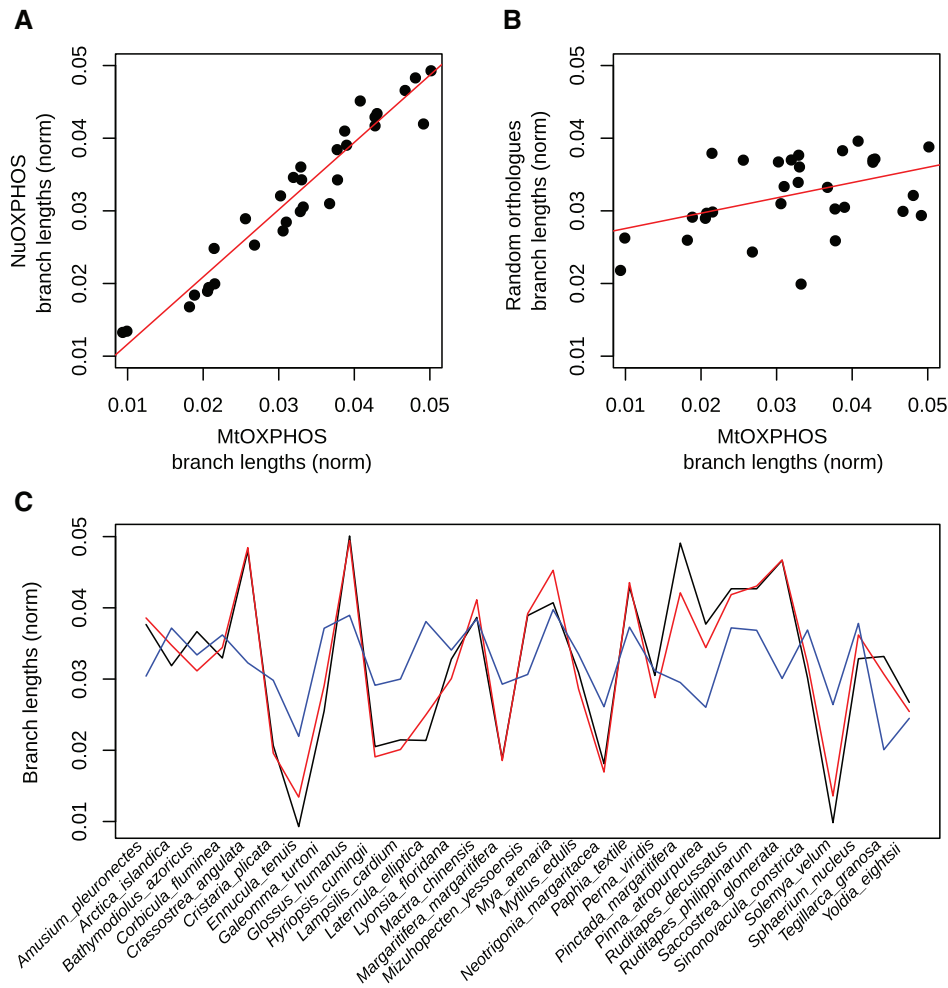 A
NuOXPHOS
branch lengths (norm)
0.05
0.04
0.03
0.02
0.01
0.01 0.02 0.03 0.04 0.05
MtOXPHOS
branch lengths (norm)
B
Random orthologues
branch lengths (norm)
0.05
0.04
0.03
0.02
0.01
0.01 0.02 0.03 0.04 0.05
MtOXPHOS
branch lengths (norm)
C
Branch lengths (norm)
0.05
0.04
0.03
0.02
0.01
Amusium_pleuronectes
Arctica_islandica
Bathymodiolus_azoricus
Corbicula_fluminea
Crassostrea_angulata
Cristaria_plicata
Ennucula_tenuis
Galeomma_turtoni
Glossus_humanus
Hyriopsis_cumingii
Lampsilis_cardium
Laternula_elliptica
Lyonsia_floridana
Mactra_chinensis
Margaritifera_margaritifera
Mizuhopecten_yessoensis
Mya_arenaria
Mytilus_edulis
Neotrigonia_margaritacea
Paphia_textile
Perna_viridis
Pinctada_margaritifera
Pinna_atropurpurea
Ruditapes_decussatus
Ruditapes_philippinarum
Saccostrea_glomerata
Sinonovacula_constricta
Solemya_velum
Sphaerium_nucleus
Tegillarca_granosa
Yoldia_eightsii